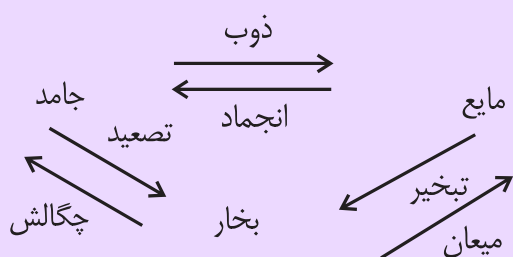 ذوب
انجماد
جامد
مایع
تصعید
تبخیر
چگالش
بخار
میعان